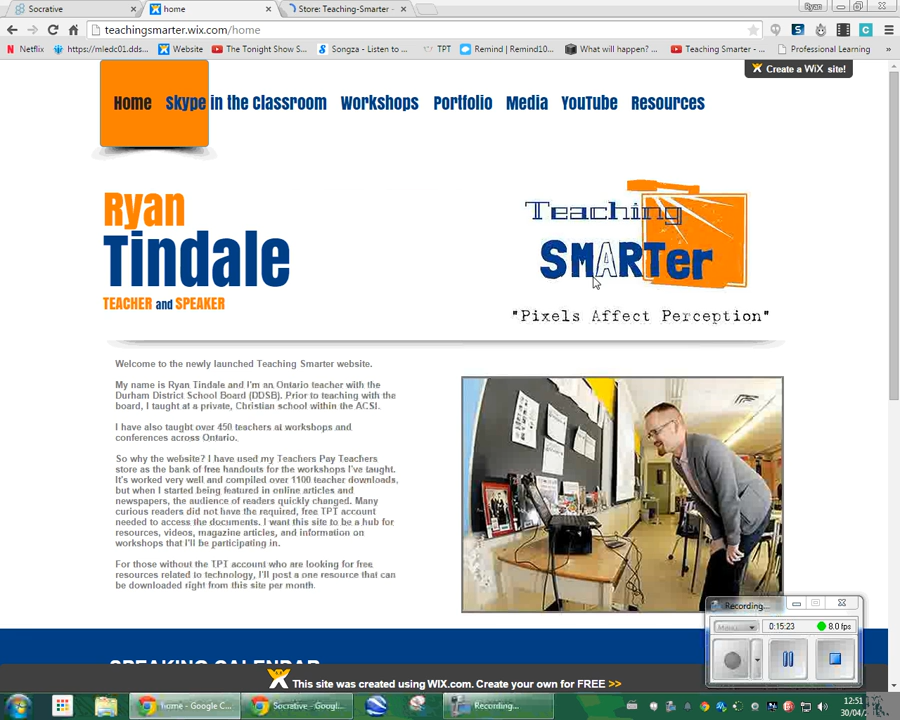 Socrative
home
Store: Teaching-Smarter -
Ryan
teachingsmarter.wix.com/home
Netflix
https://mledc01.dds...
Website
The Tonight Show S...
Songza - Listen to ...
TPT
Remind | Remind10...
What will happen? ...
Teaching Smarter - ...
Professional Learning
»
Create a WiX site!
Home
Skype in the Classroom
Workshops
Portfolio
Media
YouTube
Resources
Ryan
Tindale
TEACHER and SPEAKER
Teaching
SMARTer
"Pixels Affect Perception"
Welcome to the newly launched Teaching Smarter website.
My name is Ryan Tindale and I'm an Ontario teacher with the
Durham District School Board (DDSB). Prior to teaching with the
board, I taught at a private, Christian school within the ACSI.
I have also taught over 450 teachers at workshops and
conferences across Ontario.
So why the website? I have used my Teachers Pay Teachers
store as the bank of free handouts for the workshops I've taught.
It's worked very well and compiled over 1100 teacher downloads,
but when I started being featured in online articles and
newspapers, the audience of readers quickly changed. Many
curious readers did not have the required, free TPT account
needed to access the documents. I want this site to be a hub for
resources, videos, magazine articles, and information on
workshops that I'll be participating in.
For those without the TPT account who are looking for free
resources related to technology, I'll post a one resource that can
be downloaded right from this site per month.
Recording...
Menu
0:15:23
8.0 fps
SPEAKING CALENDAR
This site was created using WIX.com. Create your own for FREE >>
home - Google C...
Socrative - Googl...
Recording...
12:51
30/04/